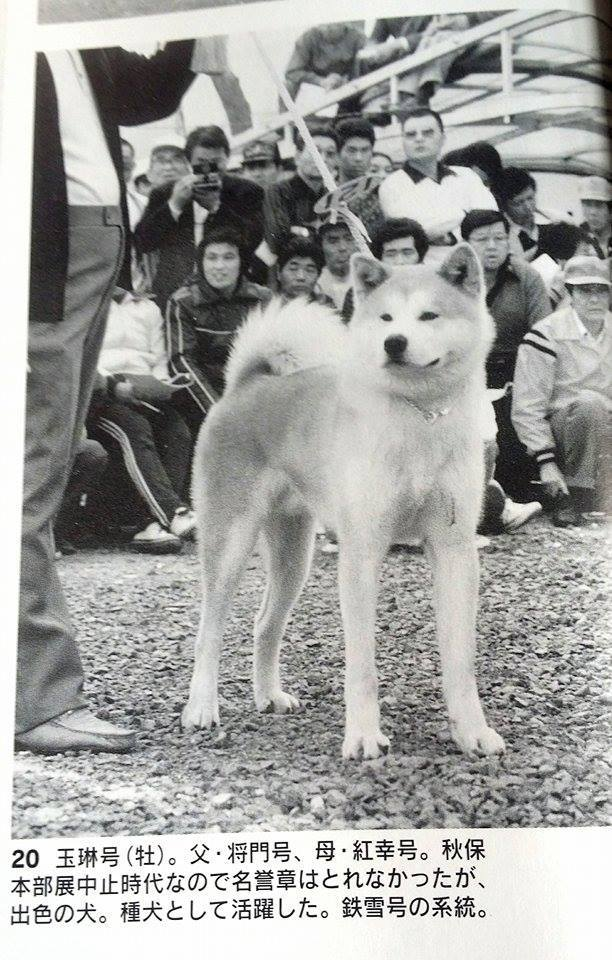 20 玉琳号(牡)。父・将門号、母・紅幸号。秋保
本部展中止時代なので名誉章はとれなかったが、
出色の犬。種犬として活躍した。鉄雪号の系統。